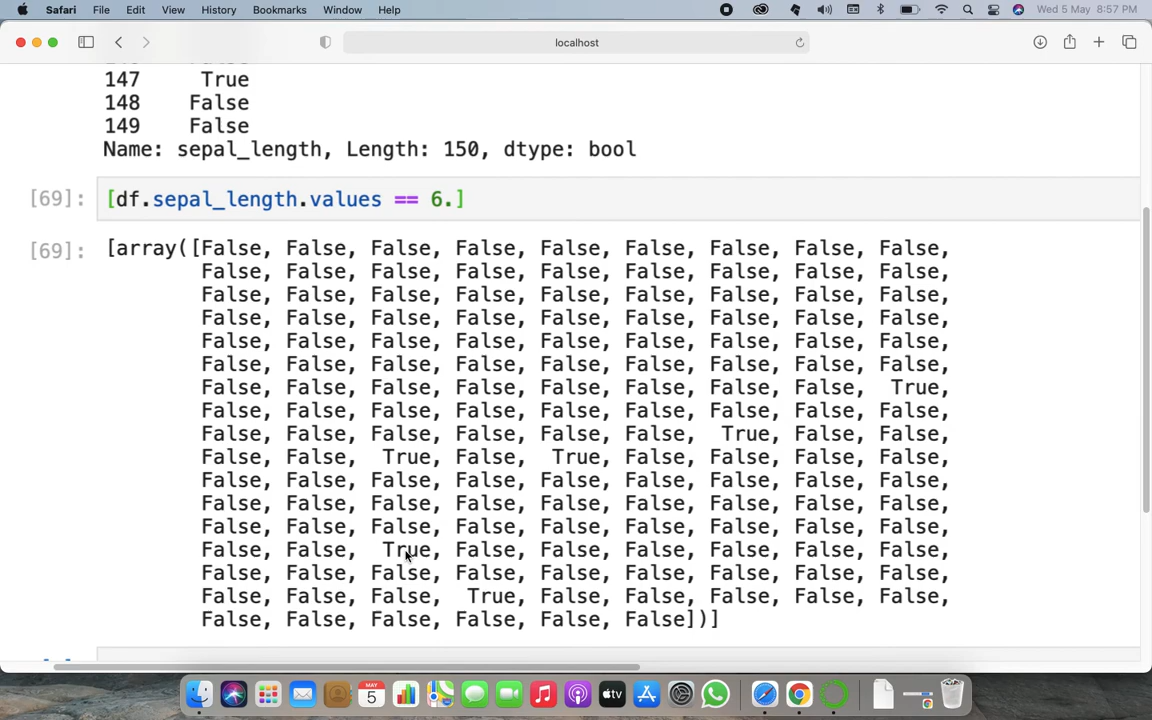 Safari File Edit View History Bookmarks Window Help Wed 5 May 8:57 PM
localhost
147 True
148 False
149 False
Name: sepal_length, Length: 150, dtype: bool
[69]: [df.sepal_length.values == 6.]
[69]: [array([False, False, False, False, False, False, False, False, False,
False, False, False, False, False, False, False, False, False,
False, False, False, False, False, False, False, False, False,
False, False, False, False, False, False, False, False, False,
False, False, False, False, False, False, False, False, False,
False, False, False, False, False, False, False, False, False,
False, False, False, False, False, False, False, False, True,
False, False, False, False, False, False, False, False, False,
False, False, False, False, False, False, True, False, False,
False, False, True, False, True, False, False, False, False,
False, False, False, False, False, False, False, False, False,
False, False, False, False, False, False, False, False, False,
False, False, False, False, False, False, False, False, False,
False, False, True, False, False, False, False, False, False,
False, False, False, False, False, False, False, False, False,
False, False, False, True, False, False, False, False, False,
False, False, False, False, False, False])]
MAY
5
tv